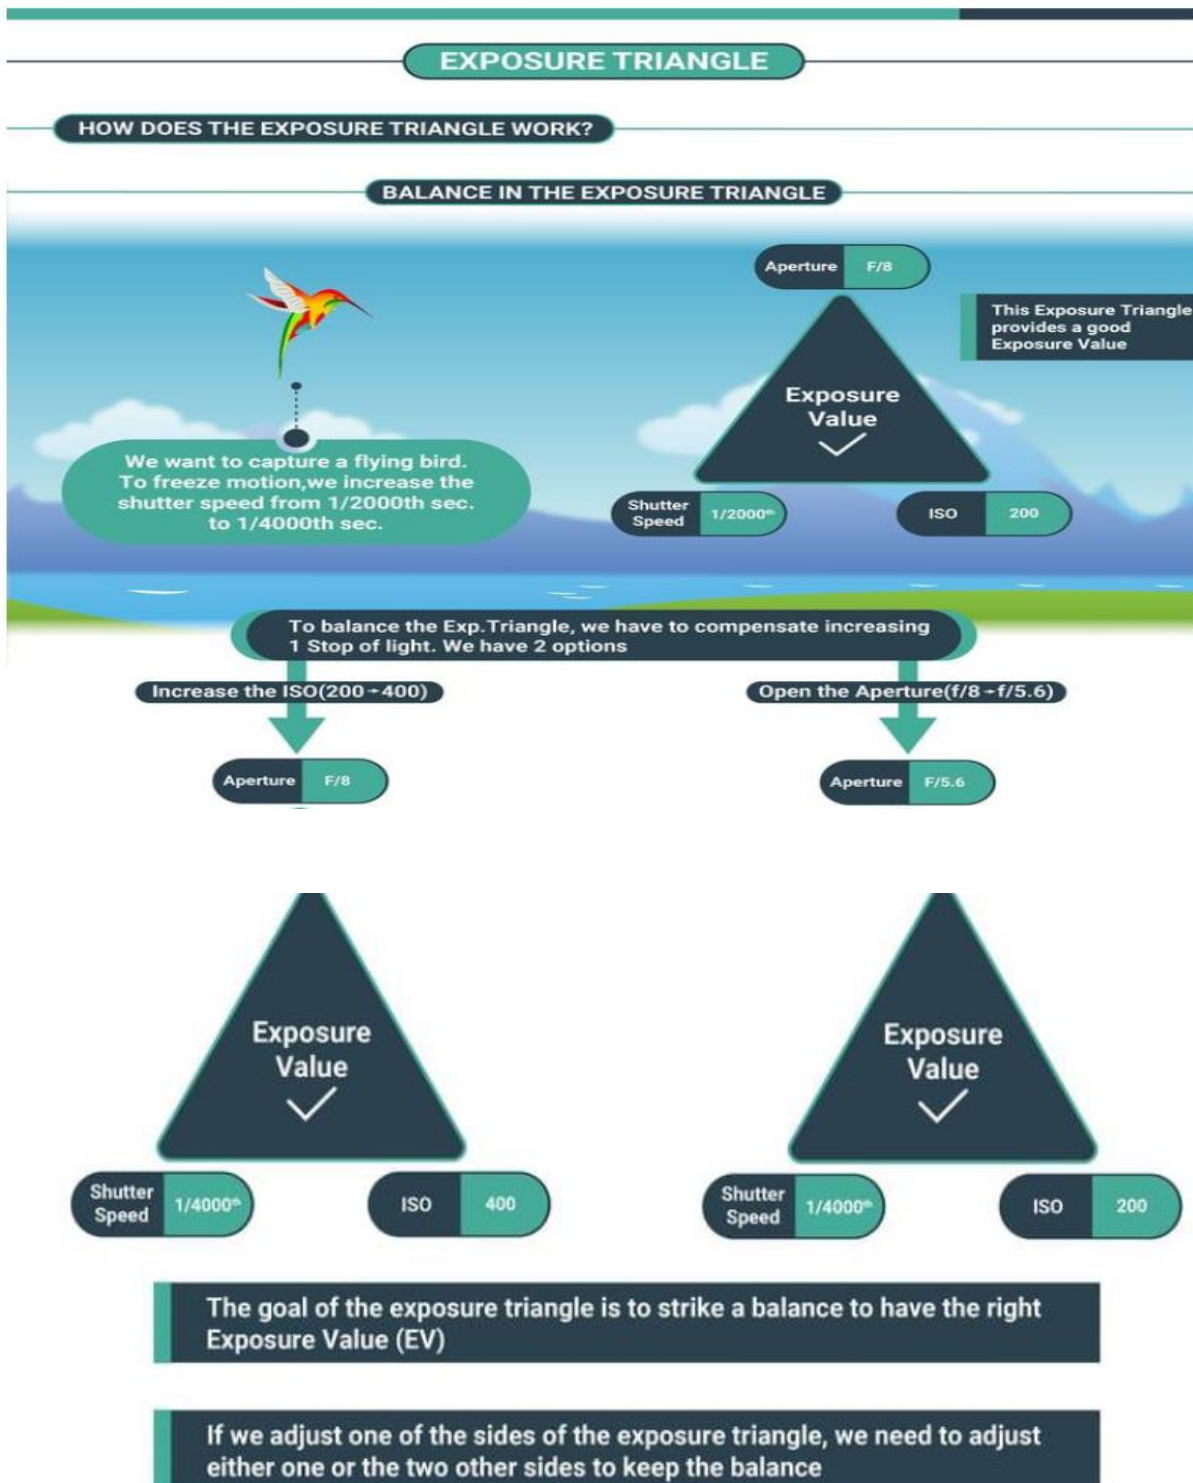 EXPOSURE TRIANGLE
HOW DOES THE EXPOSURE TRIANGLE WORK?
BALANCE IN THE EXPOSURE TRIANGLE
Aperture F/8
This Exposure Triangle
provides a good
Exposure Value
Exposure
Value
We want to capture a flying bird.
To freeze motion,we increase the
shutter speed from 1/2000th sec.
to 1/4000th sec.
Shutter
Speed
1/2000th
ISO 200
To balance the Exp.Triangle, we have to compensate increasing
1 Stop of light. We have 2 options
Increase the ISO(200→400)
Open the Aperture(f/8→f/5.6)
Aperture F/8
Aperture F/5.6
Exposure
Value
Exposure
Value
Shutter
Speed
1/4000th
ISO 400
Shutter
Speed
1/4000th
ISO 200
The goal of the exposure triangle is to strike a balance to have the right
Exposure Value (EV)
If we adjust one of the sides of the exposure triangle, we need to adjust
either one or the two other sides to keep the balance